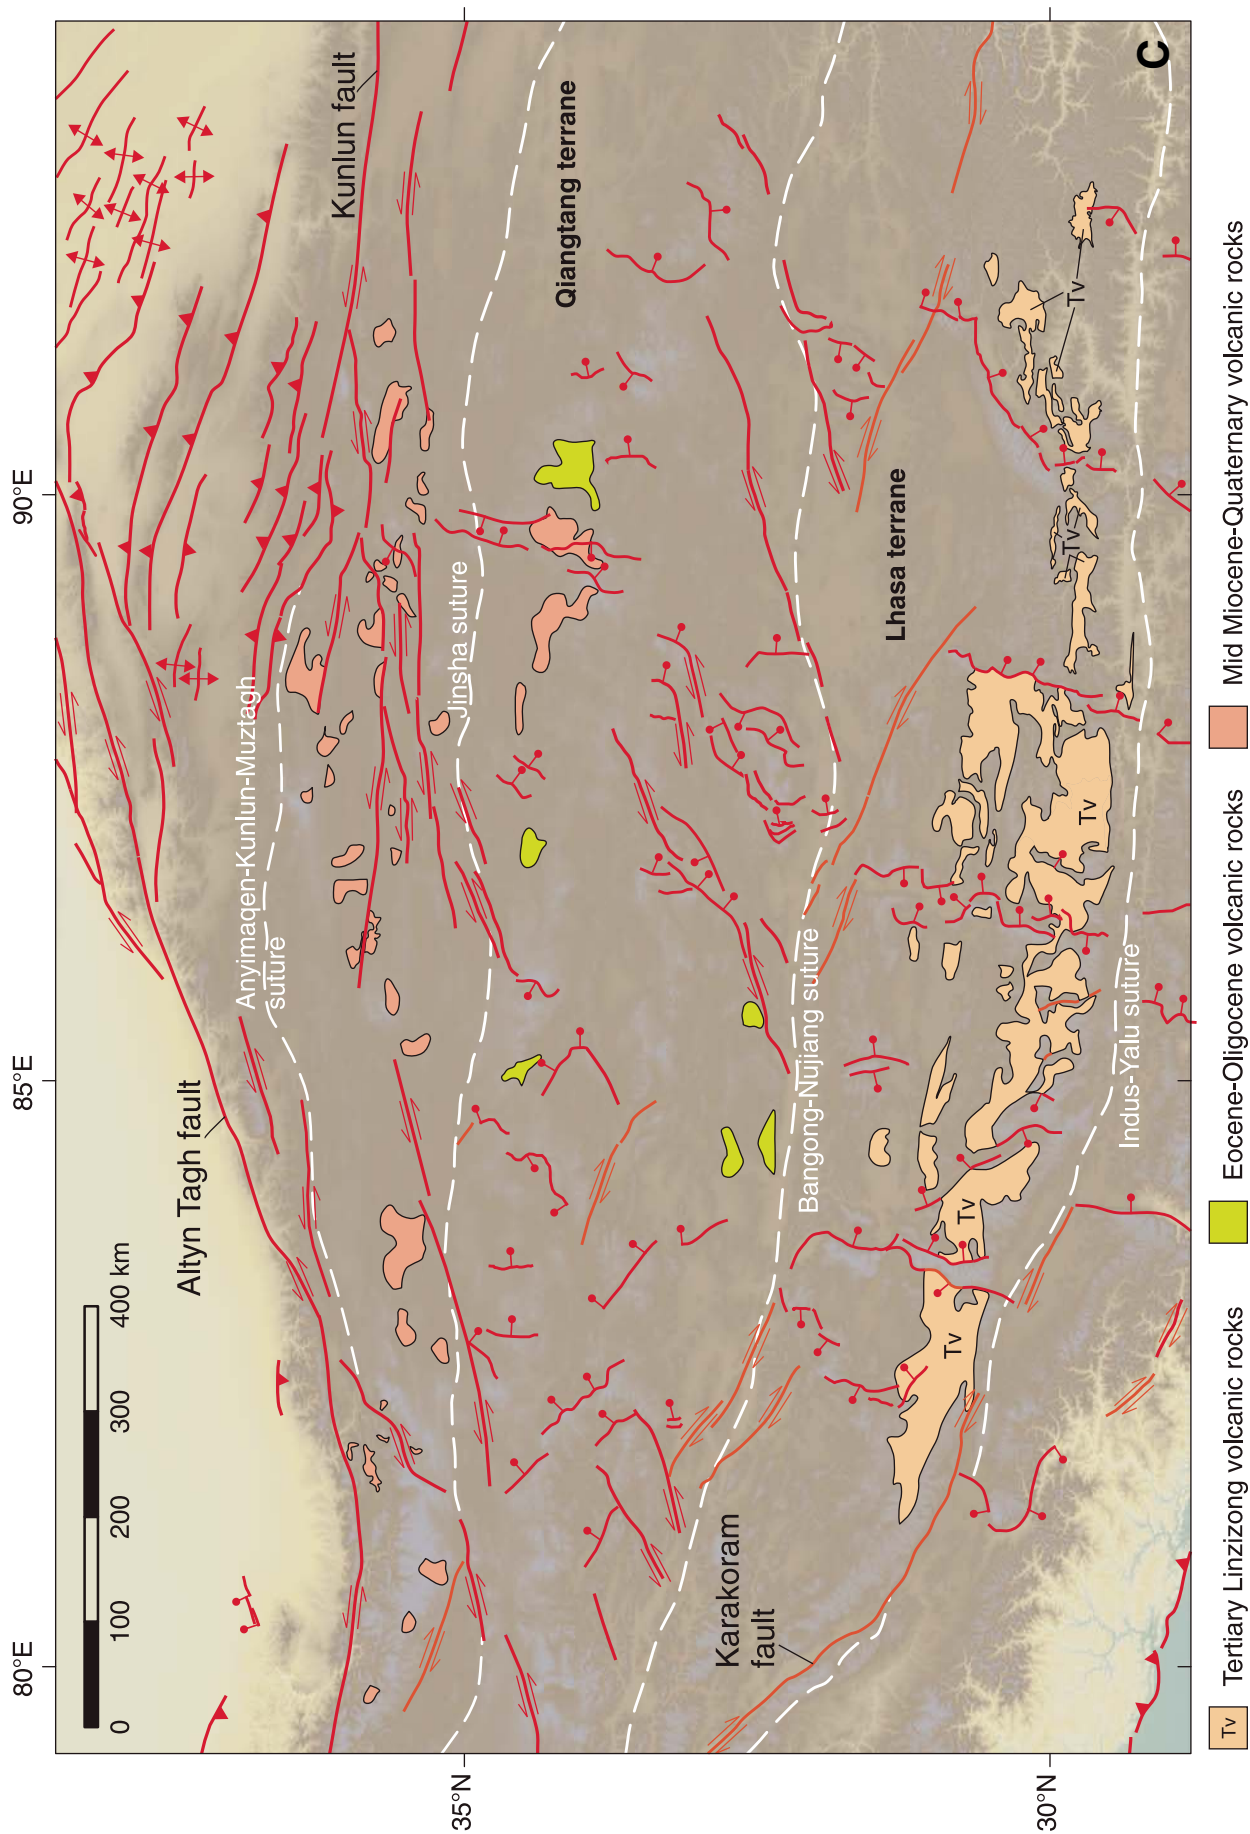 80°E
85°E
90°E
0
100
200
300
400 km
Altyn Tagh fault
Anyimaqen-Kunlun-Muztagh
suture
Kunlun fault
35°N
Jinsha suture
Qiangtang terrane
Karakoram
fault
Bangong-Nujiang suture
Lhasa terrane
Tv
Tv
Tv
Tv
Tv
30°N
Indus-Yalu suture
C
Tv
Tertiary Linzizong volcanic rocks
Eocene-Oligocene volcanic rocks
Mid Miocene-Quaternary volcanic rocks